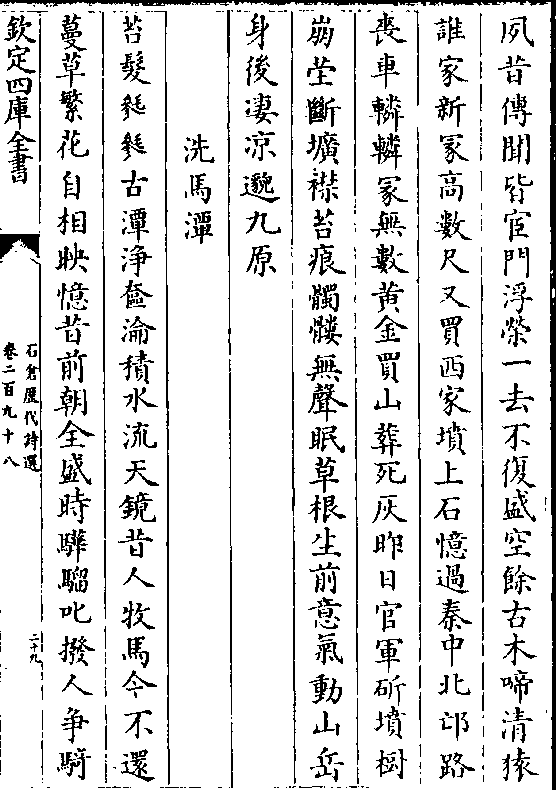 夙昔傳聞皆宦門浮榮一去不復盛空餘古木啼清猿
誰家新冢高數尺又買西家墳上石憶過秦中北邙路
喪車轔轔冢無數黃金買山葬死灰昨日官軍斫墳樹
崩茔斷壙襟苔痕髑髏無聲眠草根生前意氣動山岳
身後凄凉邈九原
洗馬潭
苔髮毿毿古潭淨奩淪積水流天鏡昔人牧馬今不還
蔓草繁花自相映憶昔前朝全盛時驊騮叱撥人爭騎
欽定四庫全書
石倉歷代詩選
卷二百九十八
二十九